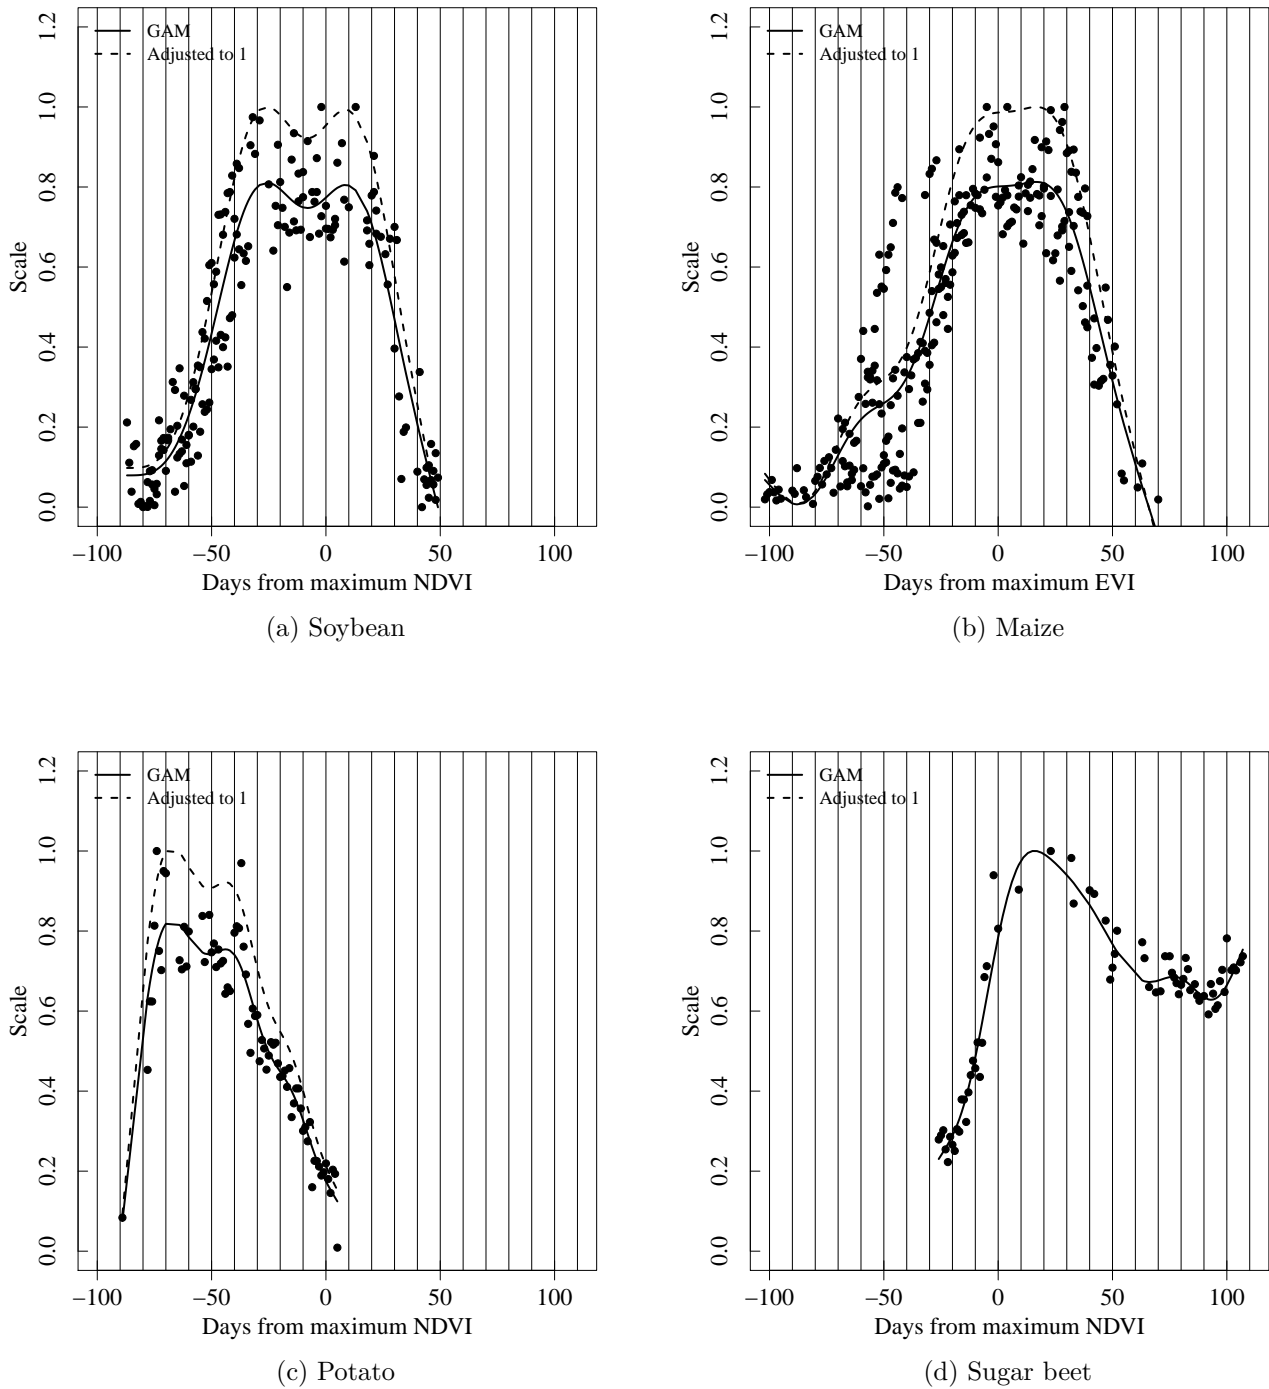 1.2
1.0
0.8
0.6
0.4
0.2
0.0
Scale
GAM
Adjusted to 1
−100 −50 0 50 100
Days from maximum NDVI
(a) Soybean
1.2
1.0
0.8
0.6
0.4
0.2
0.0
Scale
GAM
Adjusted to 1
−100 −50 0 50 100
Days from maximum EVI
(b) Maize
1.2
1.0
0.8
0.6
0.4
0.2
0.0
Scale
GAM
Adjusted to 1
−100 −50 0 50 100
Days from maximum NDVI
(c) Potato
1.2
1.0
0.8
0.6
0.4
0.2
0.0
Scale
GAM
Adjusted to 1
−100 −50 0 50 100
Days from maximum NDVI
(d) Sugar beet